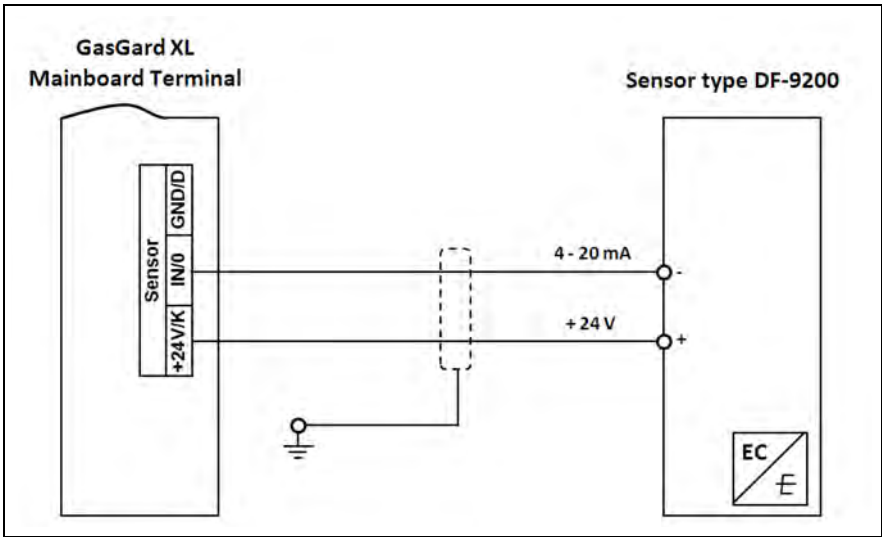 GasGard XL
Mainboard Terminal
Sensor type DF-9200
Sensor
GND/D
IN/0
+24V/K
4 - 20 mA
-
+ 24 V
+
EC
E